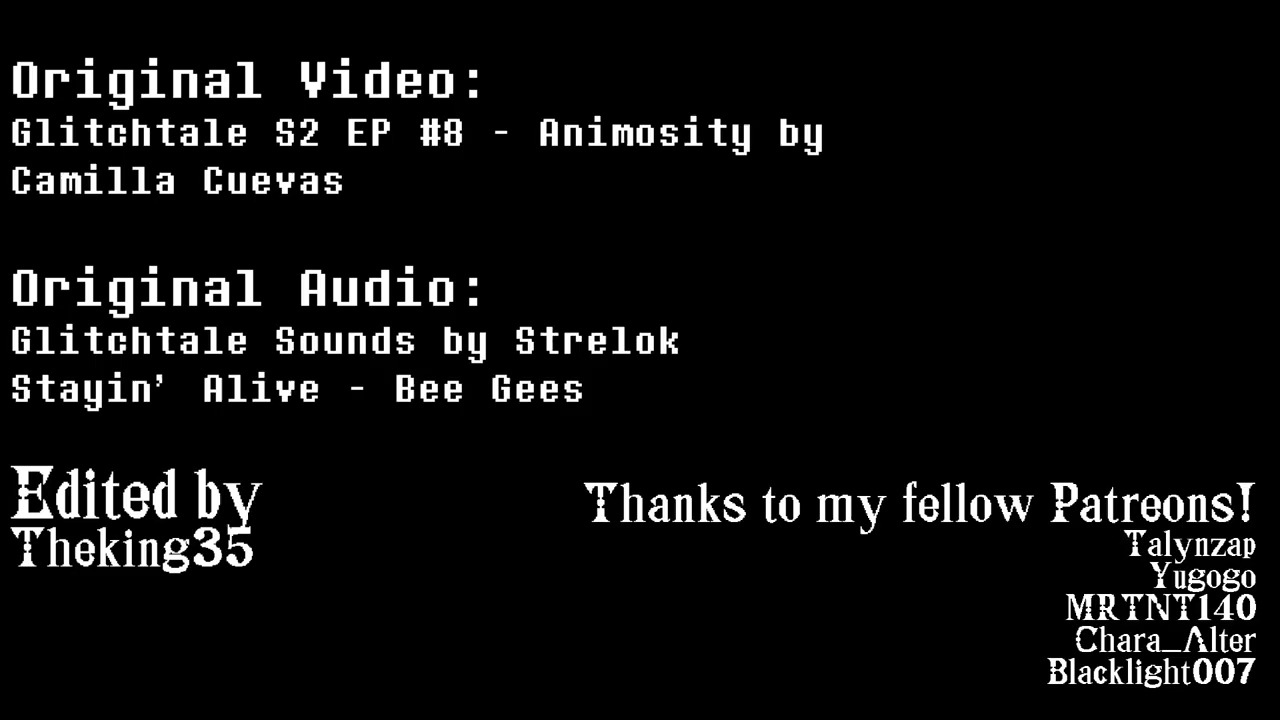 Original Video:
Glitchtale S2 EP #8 - Animosity by
Camilla Cuevas
Original Audio:
Glitchtale Sounds by Strelok
Stayin' Alive - Bee Gees
Edited by
Theking35
Thanks to my fellow Patreons!
Talynzap
Yugogo
MRTNT140
Chara_Alter
Blacklight007